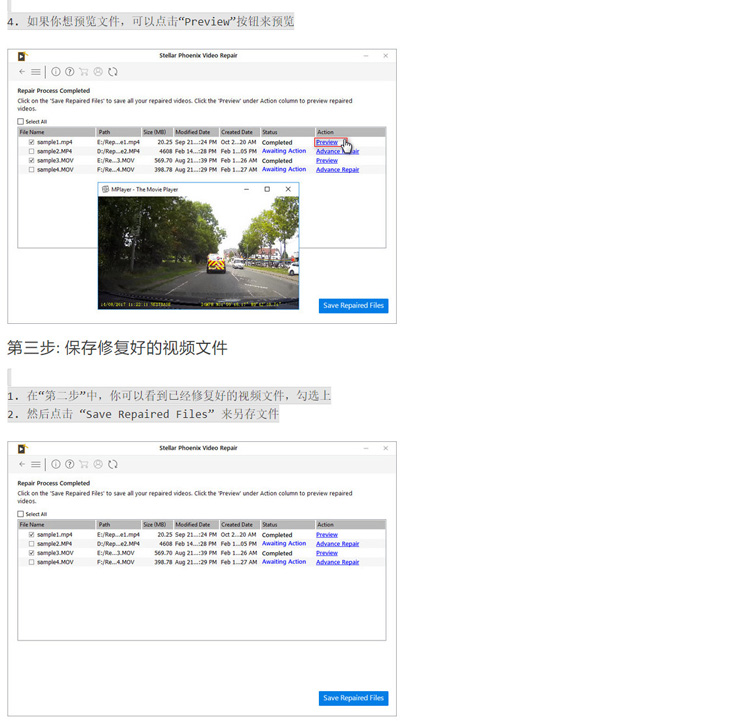 4. 如果你想预览文件，可以点击“Preview”按钮来预览
Stellar Phoenix Video Repair
Repair Process Completed
Click on the 'Save Repaired Files' to save all your repaired videos. Click the 'Preview' under Action column to preview repaired
videos.
Select All
File Name Path Size (MB) Modified Date Created Date Status Action
sample1.mp4 E:/Rep...e1.mp4 20.25 Sep 21...:24 PM Oct 2...20 AM Completed Preview
sample2.MP4 D:/Rep...e2.MP4 4608 Feb 14...:28 PM Feb 1...05 PM Awaiting Action Advance Repair
sample3.MOV E:/Re...3.MOV 569.70 Aug 21...:39 PM Feb 1...26 AM Completed Preview
sample4.MOV F:/Re...4.MOV 398.78 Aug 21...:29 PM Feb 1...27 AM Awaiting Action Advance Repair
MPlayer - The Movie Player
Save Repaired Files
第三步: 保存修复好的视频文件
1. 在“第二步”中，你可以看到已经修复好的视频文件，勾选上
2. 然后点击 “Save Repaired Files” 来另存文件
Stellar Phoenix Video Repair
Repair Process Completed
Click on the 'Save Repaired Files' to save all your repaired videos. Click the 'Preview' under Action column to preview repaired
videos.
Select All
File Name Path Size (MB) Modified Date Created Date Status Action
sample1.mp4 E:/Rep...e1.mp4 20.25 Sep 21...:24 PM Oct 2...20 AM Completed Preview
sample2.MP4 D:/Rep...e2.MP4 4608 Feb 14...:28 PM Feb 1...05 PM Awaiting Action Advance Repair
sample3.MOV E:/Re...3.MOV 569.70 Aug 21...:39 PM Feb 1...26 AM Completed Preview
sample4.MOV F:/Re...4.MOV 398.78 Aug 21...:29 PM Feb 1...27 AM Awaiting Action Advance Repair
Save Repaired Files